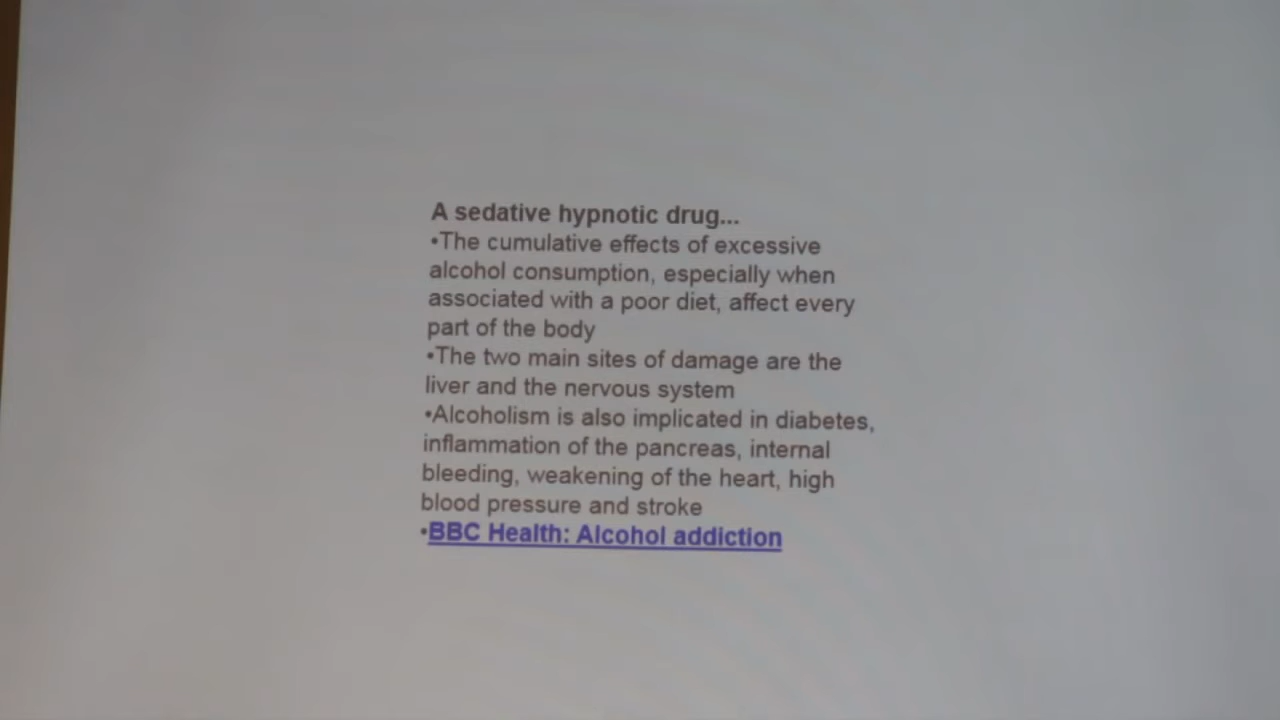 A sedative hypnotic drug...
•The cumulative effects of excessive
alcohol consumption, especially when
associated with a poor diet, affect every
part of the body
•The two main sites of damage are the
liver and the nervous system
•Alcoholism is also implicated in diabetes,
inflammation of the pancreas, internal
bleeding, weakening of the heart, high
blood pressure and stroke
•BBC Health: Alcohol addiction